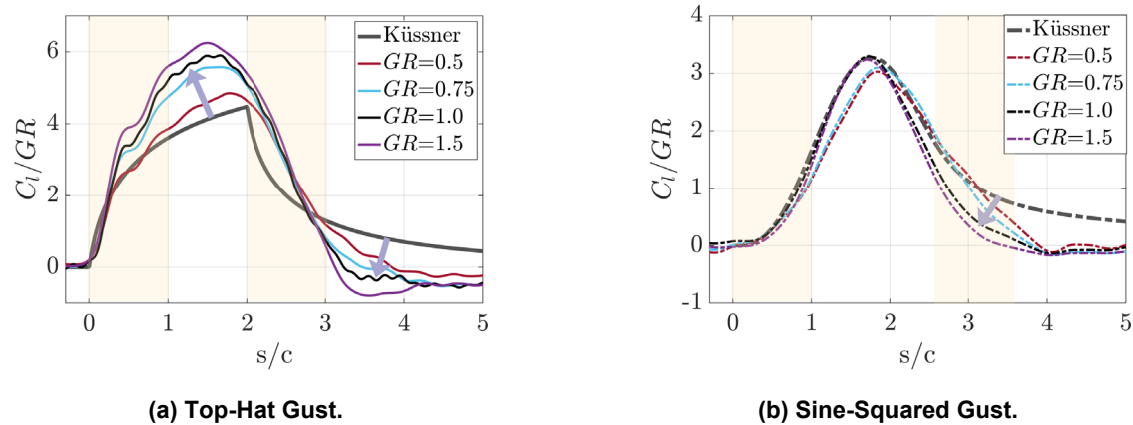 C_l/GR
6
4
2
0
0
1
2
3
4
5
s/c
Küssner
GR=0.5
GR=0.75
GR=1.0
GR=1.5
(a) Top-Hat Gust.
C_l/GR
4
3
2
1
0
-1
0
1
2
3
4
5
s/c
Küssner
GR=0.5
GR=0.75
GR=1.0
GR=1.5
(b) Sine-Squared Gust.